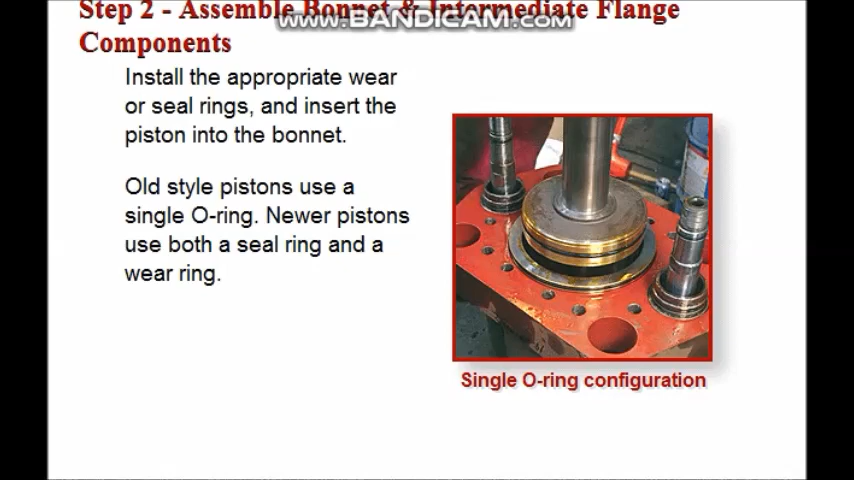 Step 2 - Assemble Bonnet & Intermediate Flange
www.BANDICAM.com
Components
Install the appropriate wear
or seal rings, and insert the
piston into the bonnet.
Old style pistons use a
single O-ring. Newer pistons
use both a seal ring and a
wear ring.
Single O-ring configuration